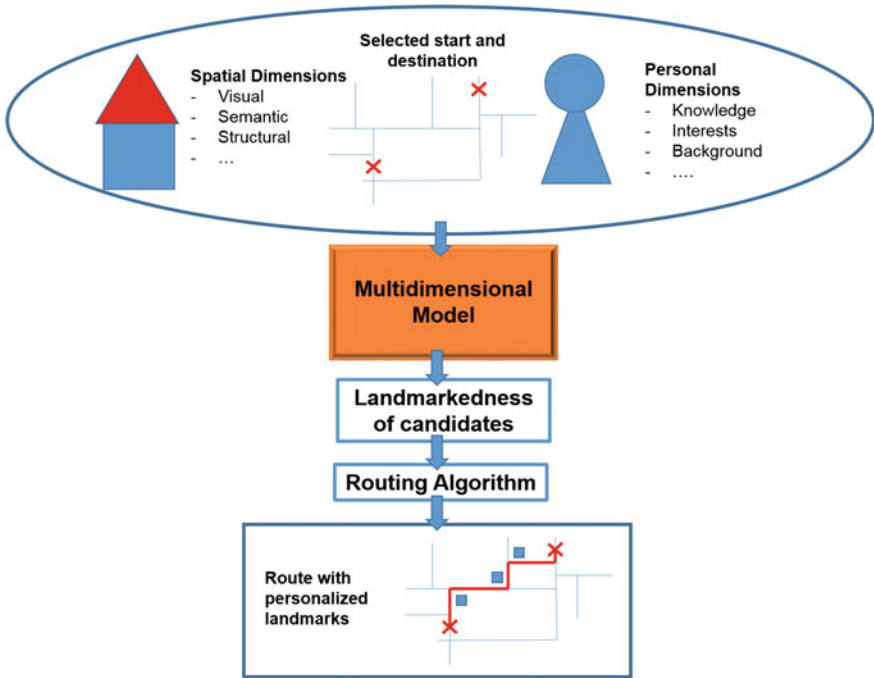 Selected start and
destination
Spatial Dimensions
- Visual
- Semantic
- Structural
- ...
Personal
Dimensions
- Knowledge
- Interests
- Background
- ....
Multidimensional
Model
Landmarkedness
of candidates
Routing Algorithm
Route with
personalized
landmarks